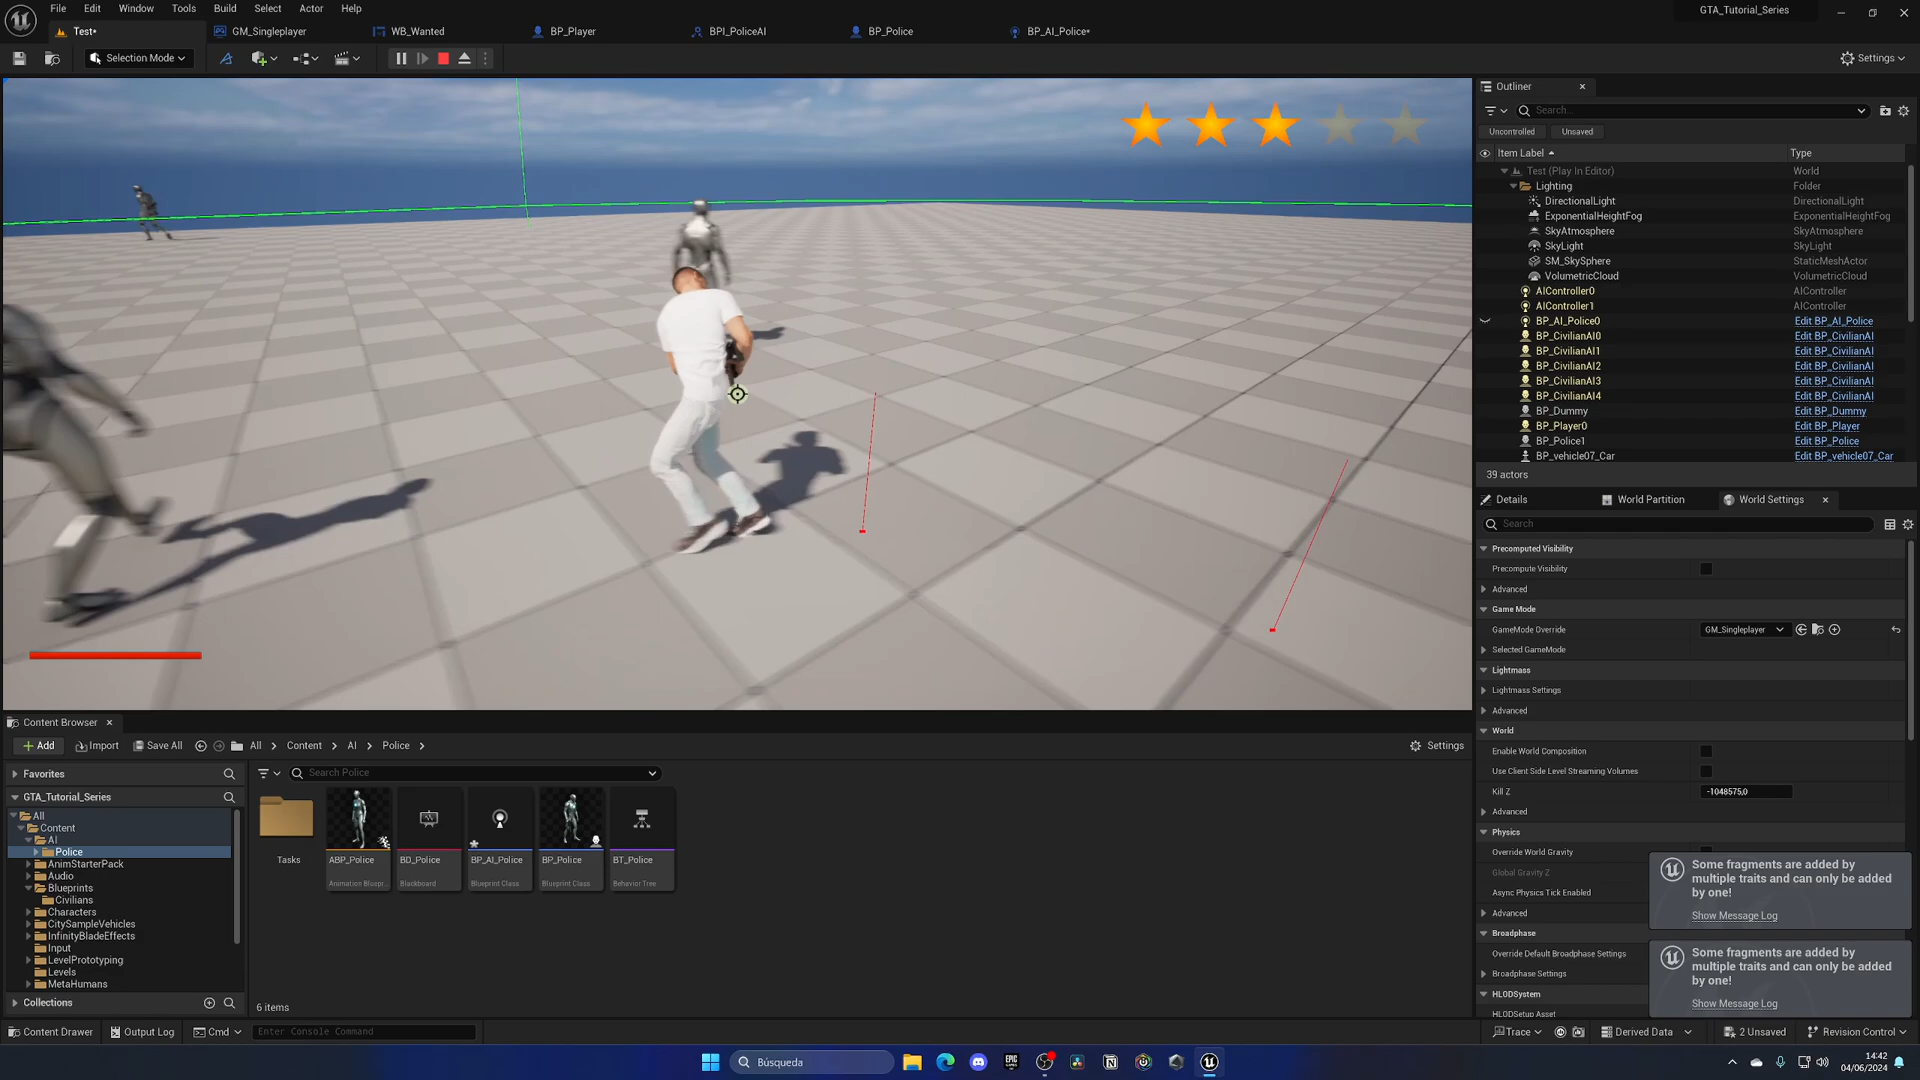 File Edit Window Tools Build Select Actor Help
GTA_Tutorial_Series
Test*
GM_Singleplayer
WB_Wanted
BP_Player
BPI_PoliceAI
BP_Police
BP_AI_Police*
Selection Mode
Settings
Outliner
Search...
Uncontrolled
Unsaved
Item Label
Type
Test (Play In Editor) World
Lighting Folder
DirectionalLight DirectionalLight
ExponentialHeightFog ExponentialHeightFog
SkyAtmosphere SkyAtmosphere
SkyLight SkyLight
SM_SkySphere StaticMeshActor
VolumetricCloud VolumetricCloud
AIController0 AIController
AIController1 AIController
BP_AI_Police0 Edit BP_AI_Police
BP_CivilianAI0 Edit BP_CivilianAI
BP_CivilianAI1 Edit BP_CivilianAI
BP_CivilianAI2 Edit BP_CivilianAI
BP_CivilianAI3 Edit BP_CivilianAI
BP_CivilianAI4 Edit BP_CivilianAI
BP_Dummy Edit BP_Dummy
BP_Player0 Edit BP_Player
BP_Police1 Edit BP_Police
BP_vehicle07_Car Edit BP_vehicle07_Car
39 actors
Details
World Partition
World Settings
Search
Precomputed Visibility
Precompute Visibility
Advanced
Game Mode
GameMode Override GM_Singleplayer
Selected GameMode
Lightmass
Lightmass Settings
Advanced
World
Enable World Composition
Use Client Side Level Streaming Volumes
Kill Z -1048575,0
Advanced
Physics
Override World Gravity
Global Gravity Z
Async Physics Tick Enabled
Advanced
Broadphase
Override Default Broadphase Settings
Broadphase Settings
HLODSystem
HLODSetup Asset
Some fragments are added by
multiple traits and can only be added
by one!
Show Message Log
Some fragments are added by
multiple traits and can only be added
by one!
Show Message Log
Content Browser
Add Import Save All All Content AI Police
Settings
Favorites
GTA_Tutorial_Series
All
Content
AI
Police
AnimStarterPack
Audio
Blueprints
Civilians
Characters
CitySampleVehicles
InfinityBladeEffects
Input
LevelPrototyping
Levels
MetaHumans
Collections
Search Police
Tasks
ABP_Police
Animation Bluepr...
BD_Police
Blackboard
BP_AI_Police
Blueprint Class
BP_Police
Blueprint Class
BT_Police
Behavior Tree
6 items
Content Drawer Output Log Cmd Enter Console Command
Trace Derived Data 2 Unsaved Revision Control
Búsqueda
EPIC
GAMES
14:42
04/06/2024